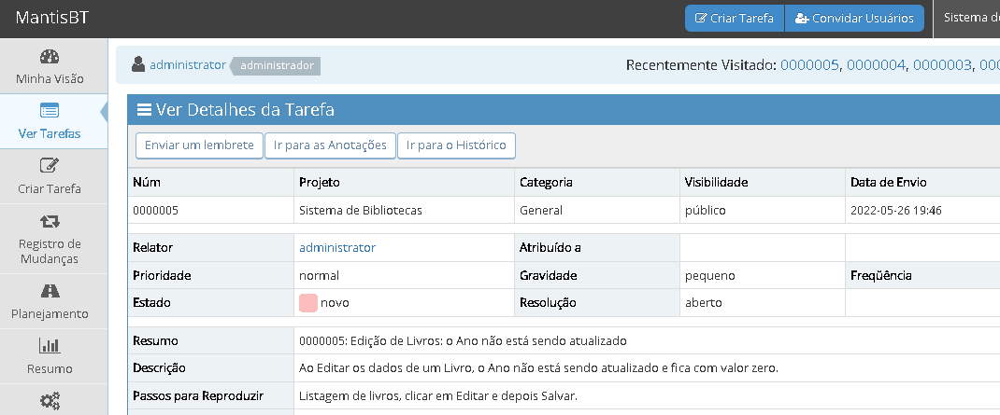 MantisBT
Criar Tarefa Convidar Usuários Sistema de
Minha Visão
Ver Tarefas
Criar Tarefa
Registro de
Mudanças
Planejamento
Resumo
administrator administrador Recentemente Visitado: 0000005, 0000004, 0000003, 000
Ver Detalhes da Tarefa
Enviar um lembrete Ir para as Anotações Ir para o Histórico
Núm Projeto Categoria Visibilidade Data de Envio
0000005 Sistema de Bibliotecas General público 2022-05-26 19:46
Relator administrator Atribuído a
Prioridade normal Gravidade pequeno Freqüência
Estado novo Resolução aberto
Resumo 0000005: Edição de Livros: o Ano não está sendo atualizado
Descrição Ao Editar os dados de um Livro, o Ano não está sendo atualizado e fica com valor zero.
Passos para Reproduzir Listagem de livros, clicar em Editar e depois Salvar.